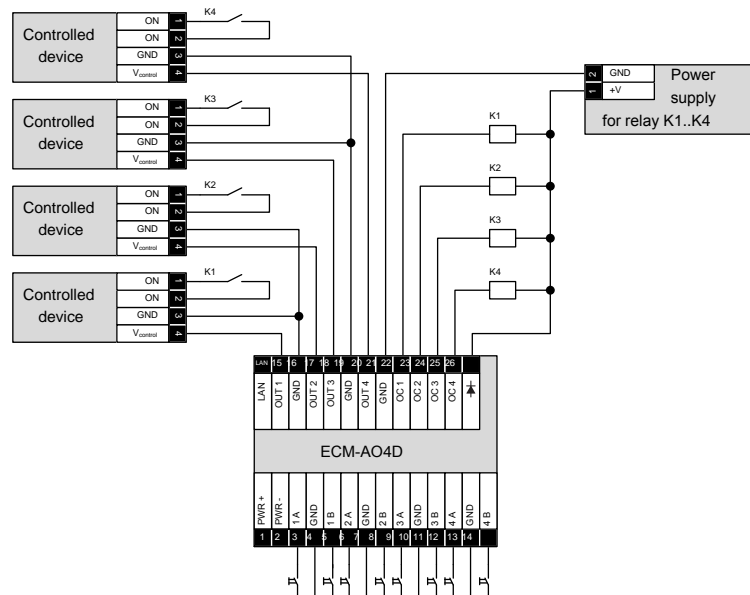 K4
Controlled
device
ON 1
ON 2
GND 3
Vcontrol 4
K3
Controlled
device
ON 1
ON 2
GND 3
Vcontrol 4
K2
Controlled
device
ON 1
ON 2
GND 3
Vcontrol 4
K1
Controlled
device
ON 1
ON 2
GND 3
Vcontrol 4
2 GND
1 +V
Power
supply
for relay K1..K4
K1
K2
K3
K4
LAN 15 16 17 18 19 20 21 22 23 24 25 26
LAN
OUT 1
GND
OUT 2
OUT 3
GND
OUT 4
GND
OC 1
OC 2
OC 3
OC 4
ECM-AO4D
PWR +
PWR -
1 A
GND
1 B
2 A
GND
2 B
3 A
GND
3 B
4 A
GND
4 B
1 2 3 4 5 6 7 8 9 10 11 12 13 14